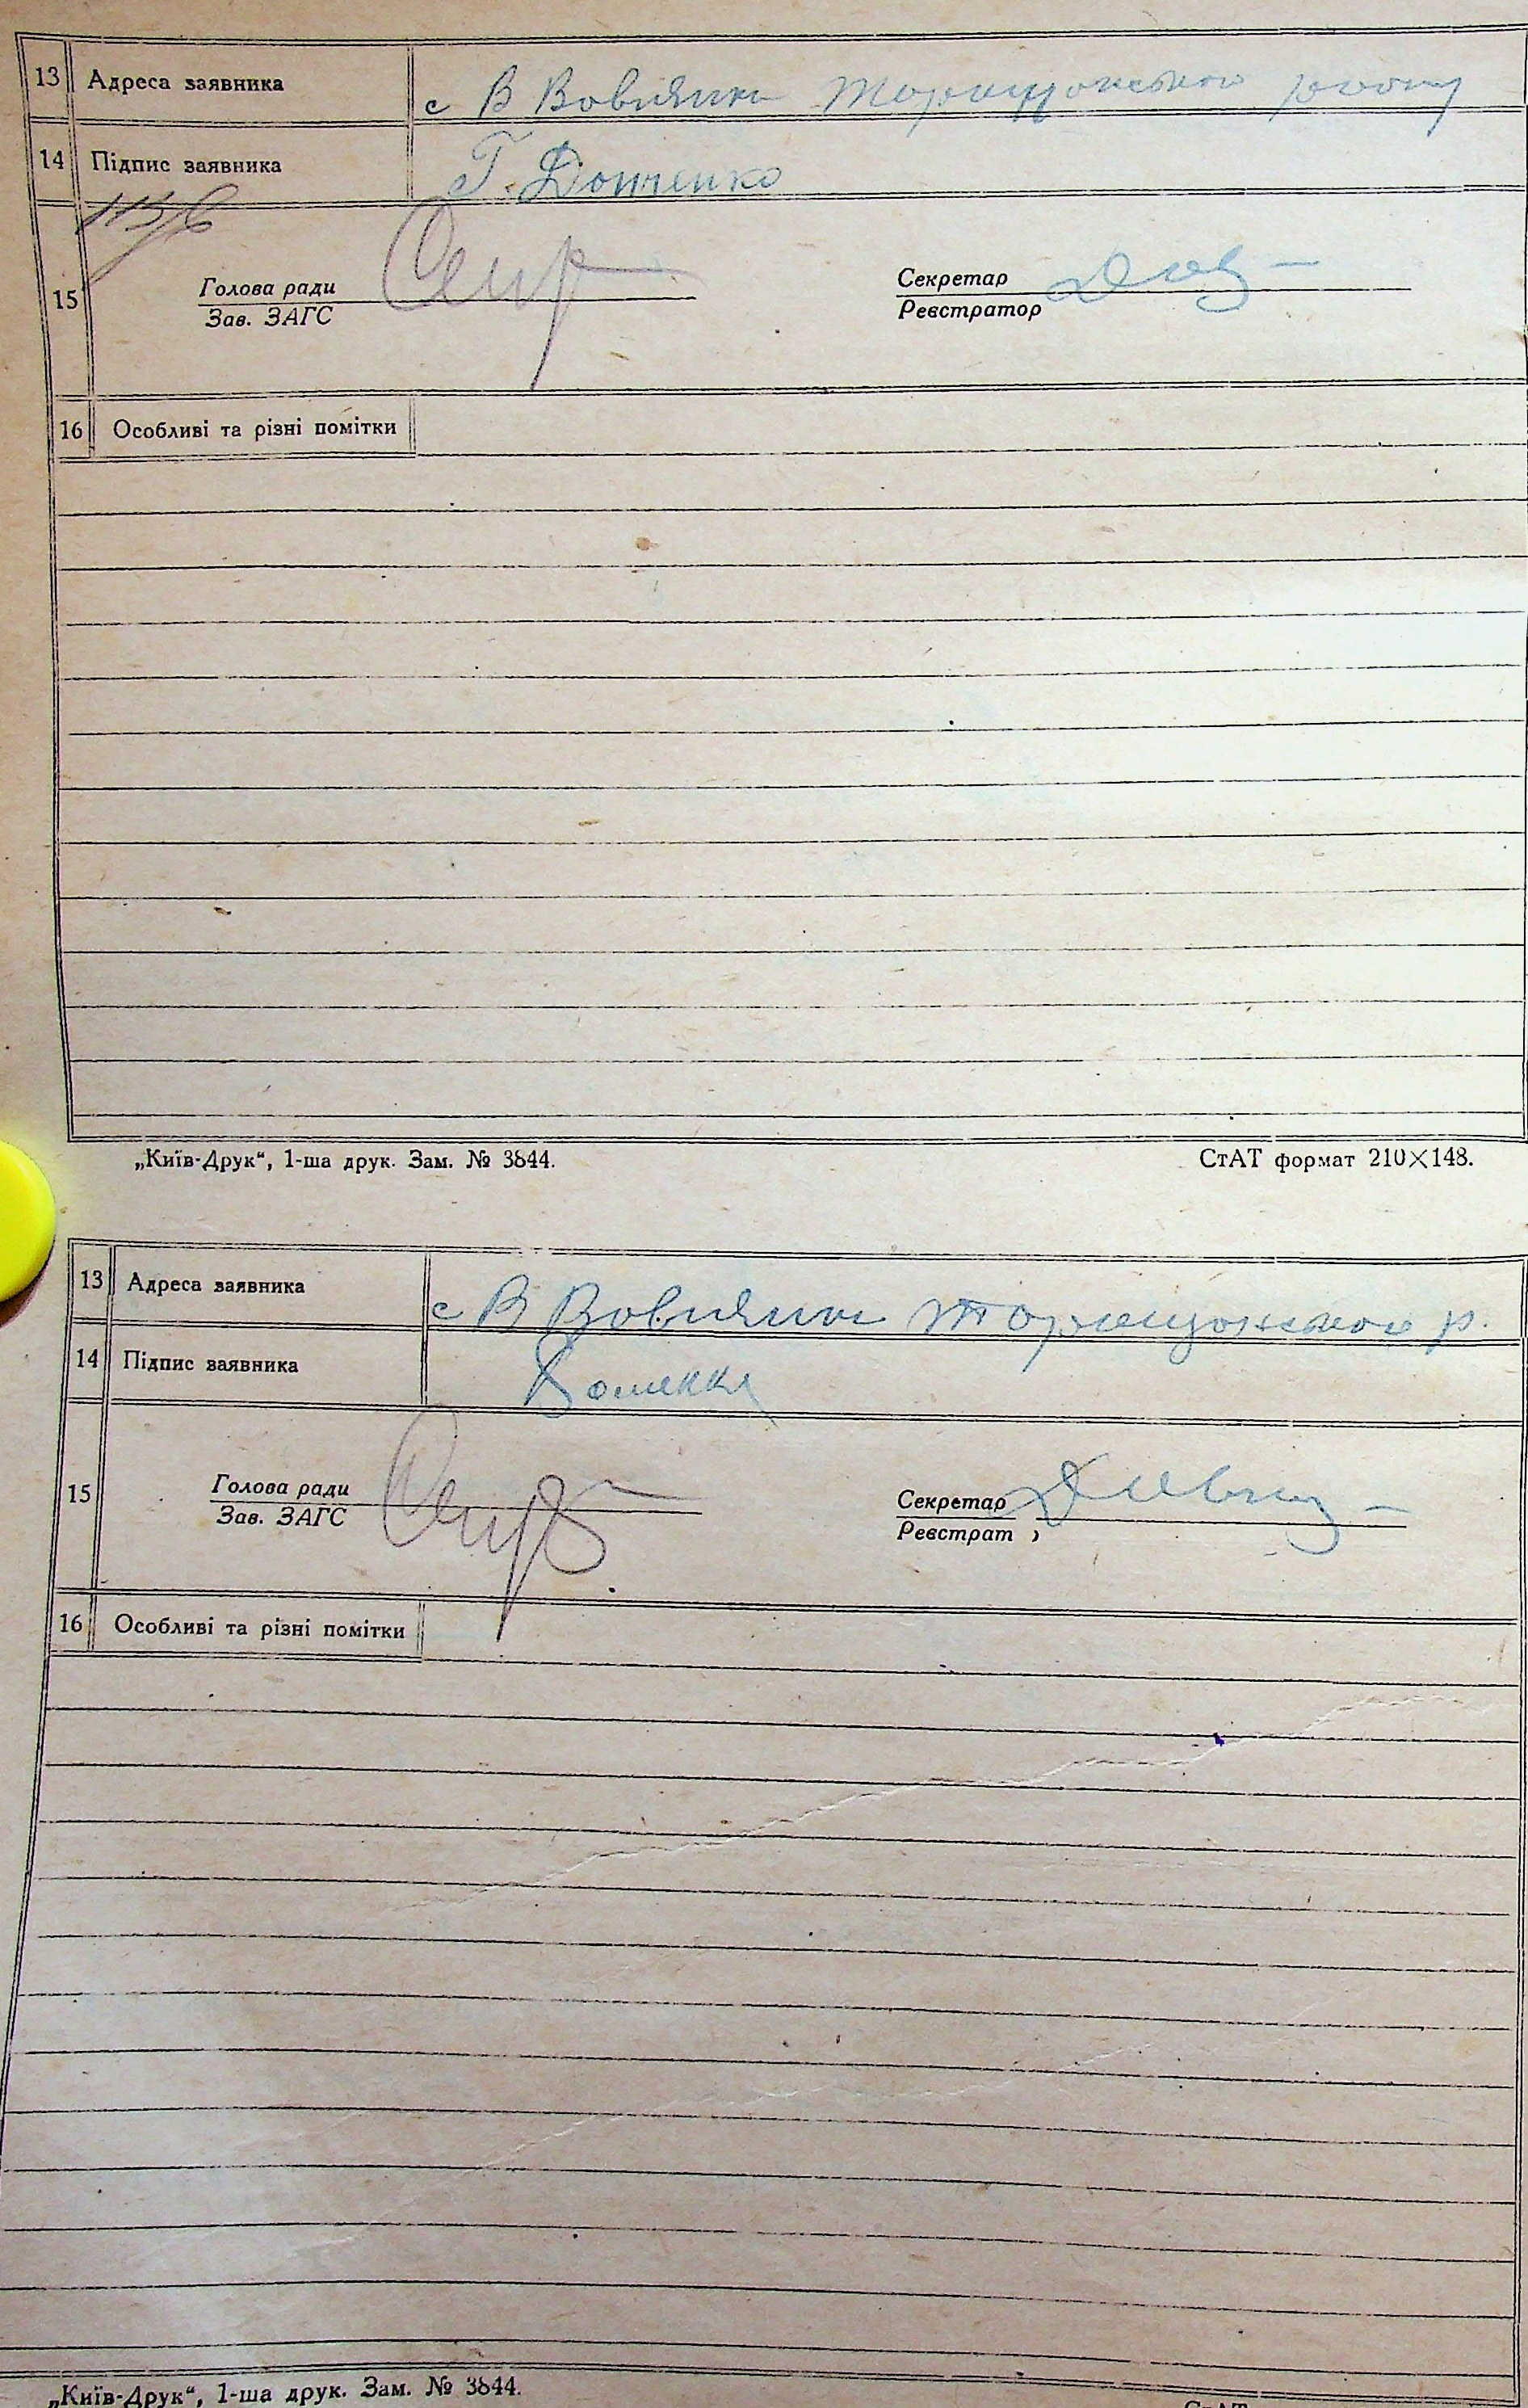 13 Адреса заявника с В Вовнянки Таращанського району
14 Підпис заявника Г. Донченко
15 Голова ради Секретар
Зав. ЗАГС Реєстратор
16 Особливі та різні помітки
„Київ-Друк“, 1-ша друк. Зам. № 3844. СтАТ формат 210×148.
13 Адреса заявника с В Вовнянки Таращанського р.
14 Підпис заявника
15 Голова ради Секретар
Зав. ЗАГС Реєстрат
16 Особливі та різні помітки
„Київ-Друк“, 1-ша друк. Зам. № 3844.